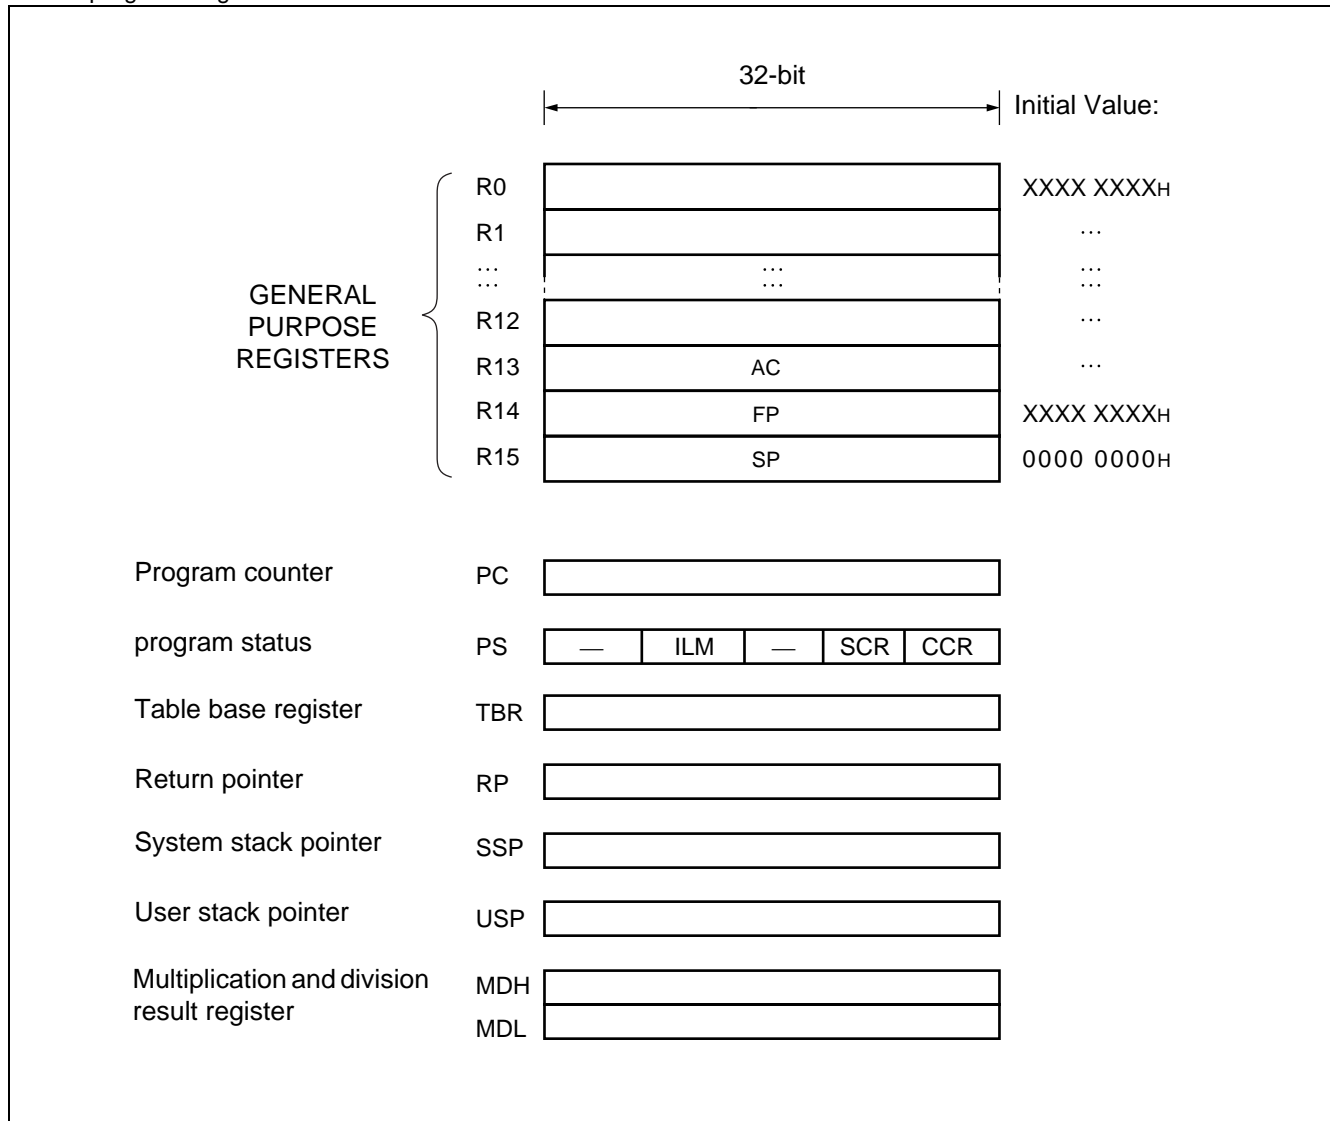 32-bit
Initial Value:
R0 XXXX XXXXH
R1 ...
... ... ...
... ... ...
GENERAL
PURPOSE
REGISTERS
R12 ...
R13 AC ...
R14 FP XXXX XXXXH
R15 SP 0000 0000H
Program counter PC
program status PS — ILM — SCR CCR
Table base register TBR
Return pointer RP
System stack pointer SSP
User stack pointer USP
Multiplication and division
result register
MDH
MDL